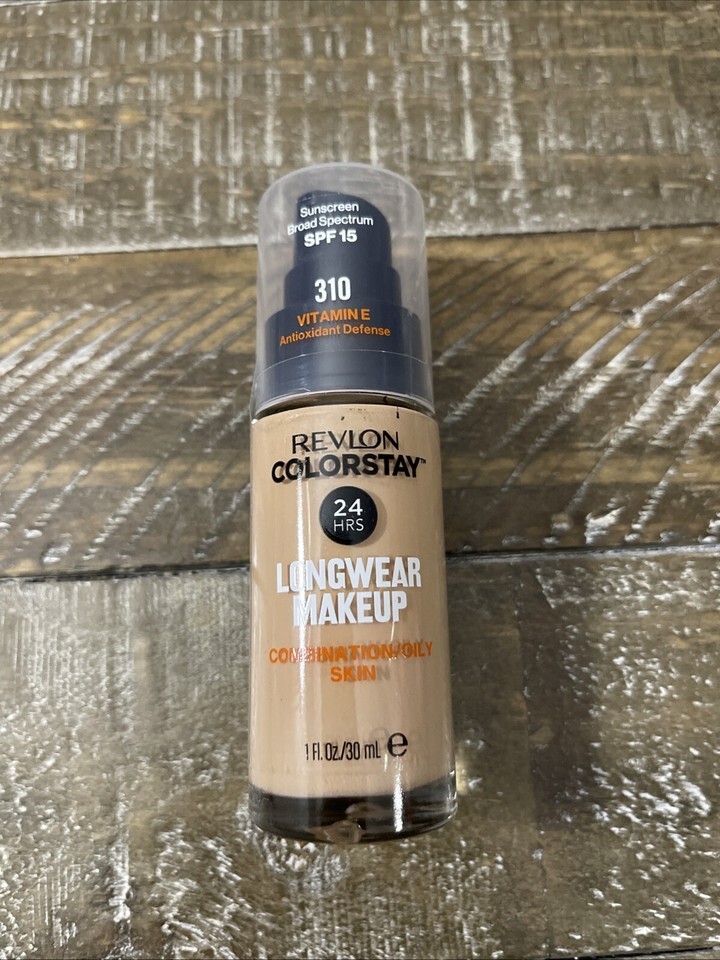 Sunscreen
Broad Spectrum
SPF 15
310
VITAMIN E
Antioxidant Defense
REVLON
COLORSTAY™
24
HRS
LONGWEAR
MAKEUP
COMBINATION/OILY
SKIN
1 Fl. Oz./30 mL e